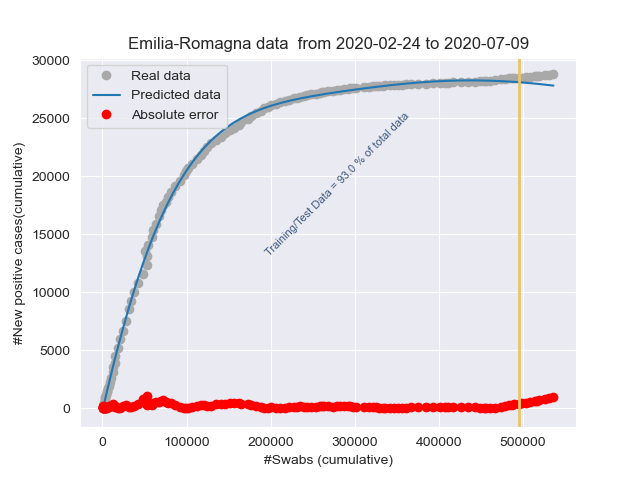 Emilia-Romagna data  from 2020-02-24 to 2020-07-09
Real data
Predicted data
Absolute error
Training/Test Data = 93.0 % of total data
#New positive cases(cumulative)
30000
25000
20000
15000
10000
5000
0
0 100000 200000 300000 400000 500000
#Swabs (cumulative)